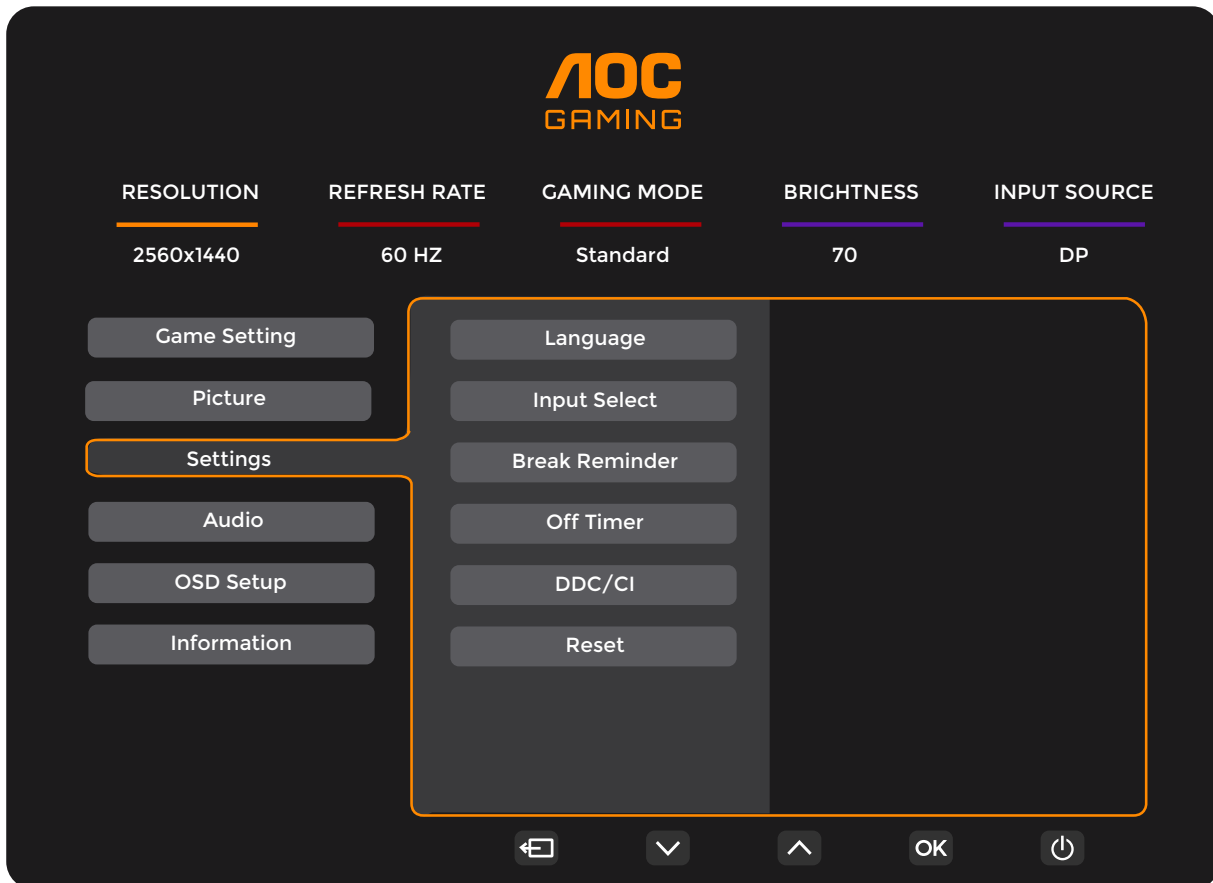 AOC
GAMING
RESOLUTION REFRESH RATE GAMING MODE BRIGHTNESS INPUT SOURCE
2560x1440 60 HZ Standard 70 DP
Game Setting
Picture
Settings
Audio
OSD Setup
Information
Language
Input Select
Break Reminder
Off Timer
DDC/CI
Reset
OK